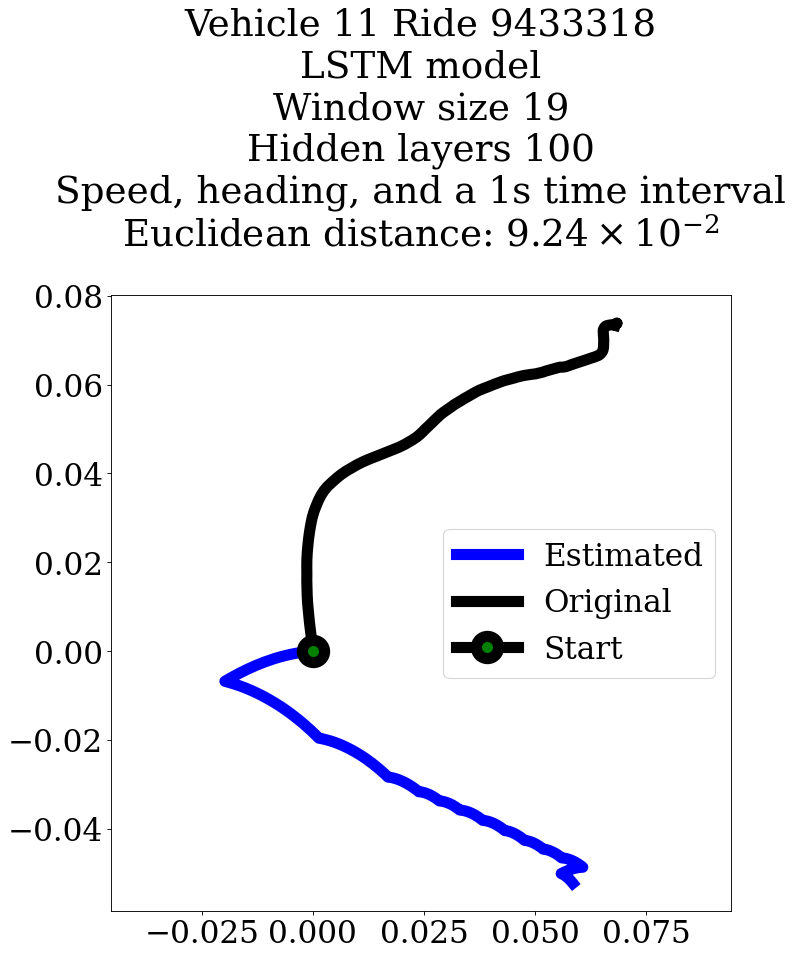 Vehicle 11 Ride 9433318
LSTM model
Window size 19
Hidden layers 100
Speed, heading, and a 1s time interval
Euclidean distance: 9.24 × 10⁻²
0.08
0.06
0.04
0.02
0.00
−0.02
−0.04
Estimated
Original
Start
−0.025 0.000 0.025 0.050 0.075